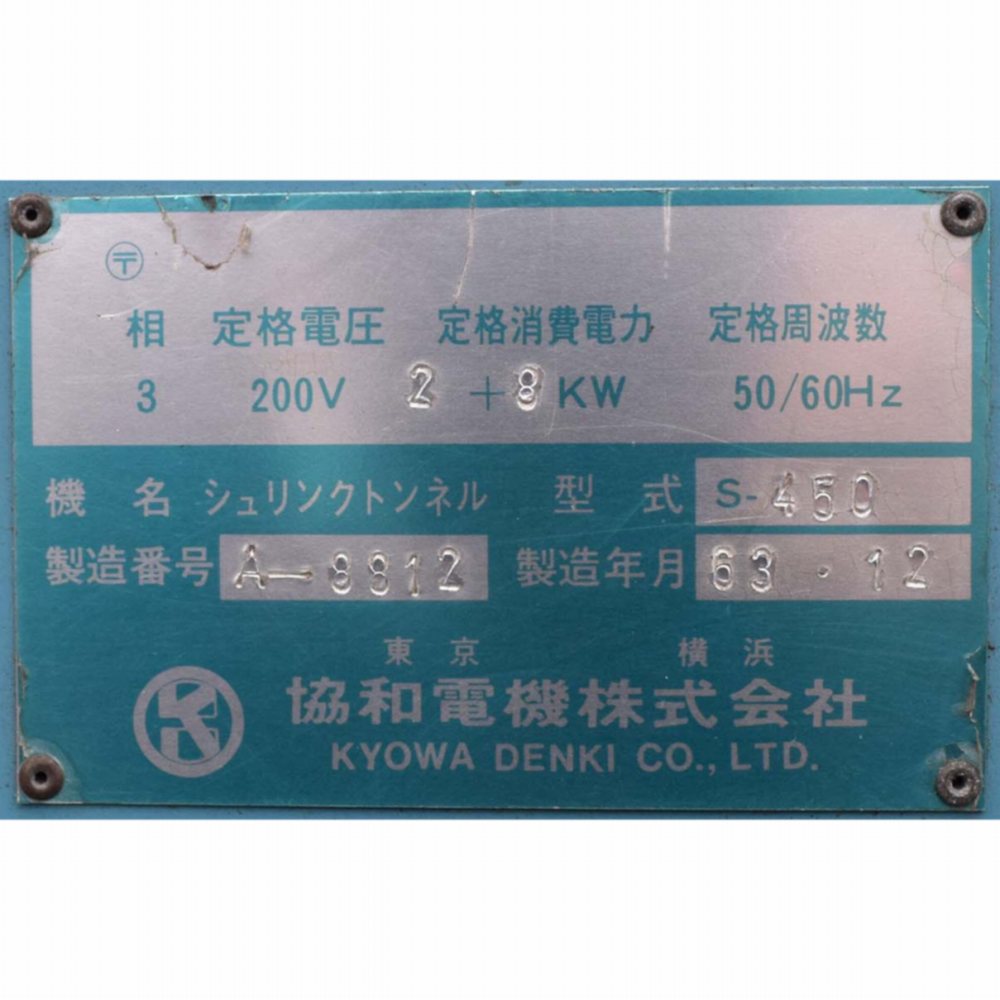 〒
相 定格電圧 定格消費電力 定格周波数
3 200V 2 +8KW 50/60Hz
機名 シュリンクトンネル 型式 S-450
製造番号 A-8812 製造年月 63.12
東京 横浜
協和電機株式会社
KYOWA DENKI CO., LTD.